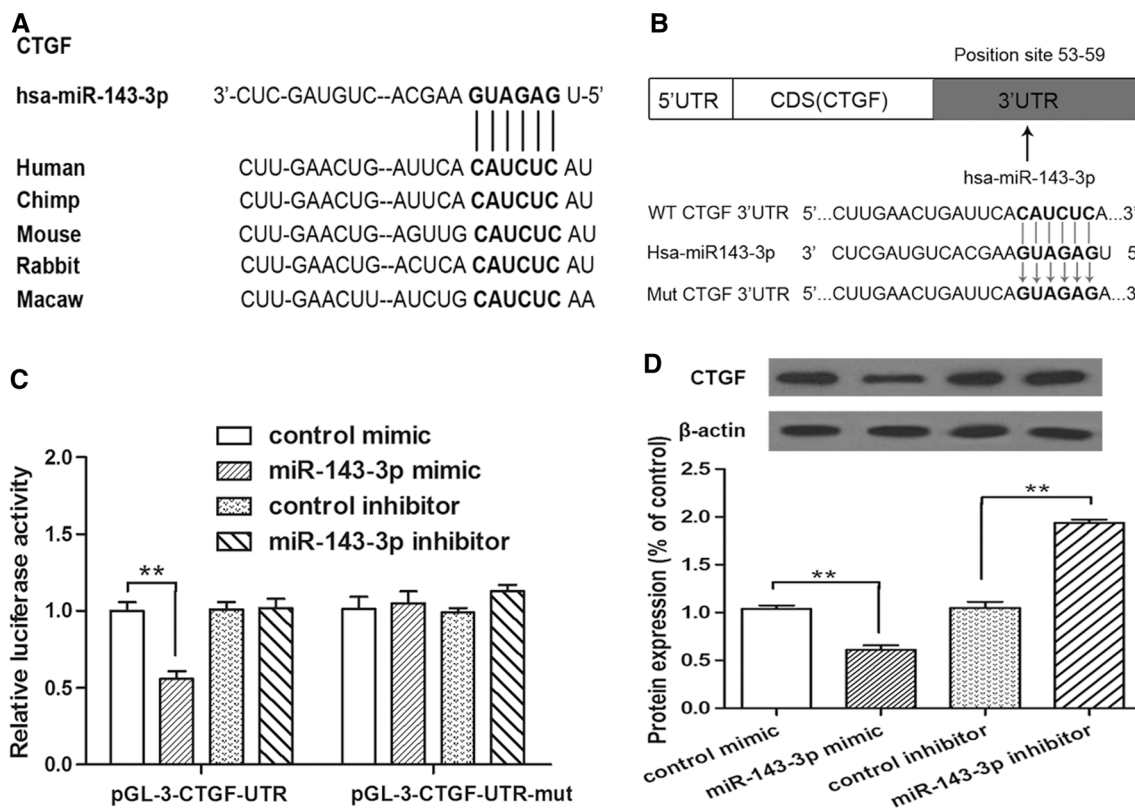 A
CTGF
hsa-miR-143-3p 3'-CUC-GAUGUC--ACGAA GUAGAG U-5'
Human CUU-GAACUG--AUUCA CAUCUC AU
Chimp CUU-GAACUG--AUUCA CAUCUC AU
Mouse CUU-GAACUG--AGUUG CAUCUC AU
Rabbit CUU-GAACUG--ACUCA CAUCUC AU
Macaw CUU-GAACUU--AUCUG CAUCUC AA
B
Position site 53-59
5'UTR CDS(CTGF) 3'UTR
hsa-miR-143-3p
WT CTGF 3'UTR 5'...CUUGAACUGAUUCACAUCUCA...3'
Hsa-miR143-3p 3' CUCGAUGUCACGAAGUAGAGU 5'
Mut CTGF 3'UTR 5'...CUUGAACUGAUUCAGUAGAGA...3'
C
control mimic
miR-143-3p mimic
control inhibitor
miR-143-3p inhibitor
Relative luciferase activity
2.0
1.5
1.0
0.5
0.0
**
pGL-3-CTGF-UTR pGL-3-CTGF-UTR-mut
D
CTGF
β-actin
Protein expression (% of control)
2.5
2.0
1.5
1.0
0.5
0.0
**
**
control mimic
miR-143-3p mimic
control inhibitor
miR-143-3p inhibitor